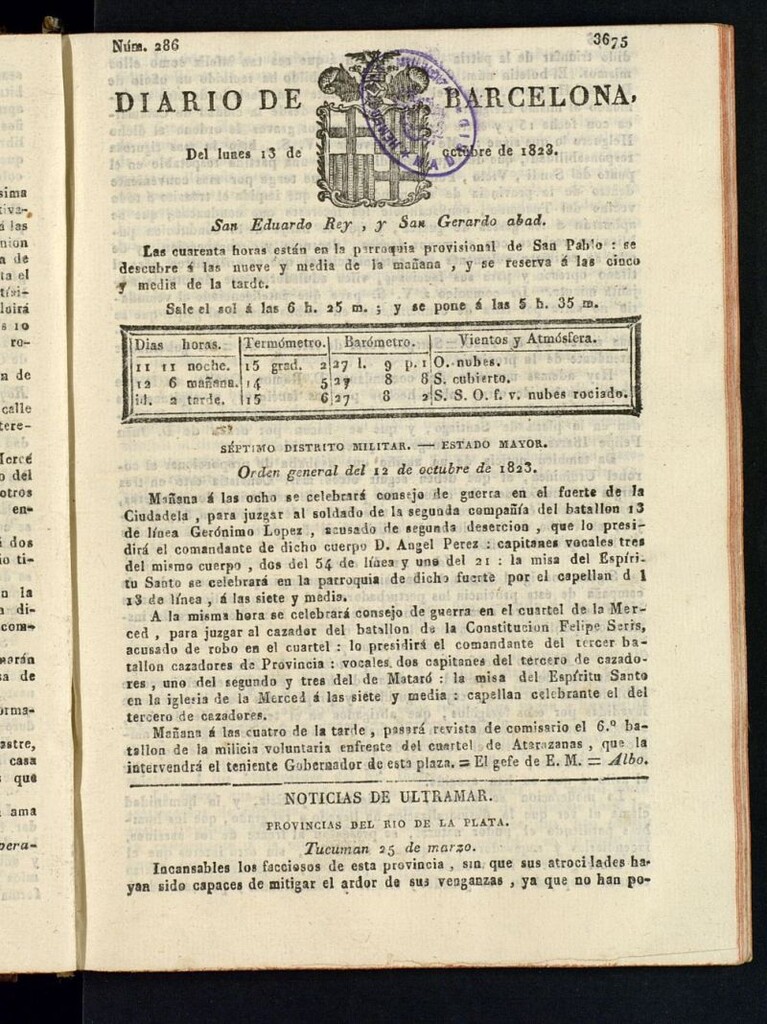 Núm. 286
3675
DIARIO DE BARCELONA,
Del lunes 13 de octubre de 1823.
San Eduardo Rey , y San Gerardo abad.
Las cuarenta horas están en la parroquia provisional de San Pablo : se
descubre á las nueve y media de la mañana , y se reserva á las cinco
y media de la tarde.
Sale el sol á las 6 h. 25 m. ; y se pone á las 5 h. 35 m.
Dias horas. Termómetro. Barómetro. Vientos y Atmósfera.
11 11 noche. 15 grad. 2 27 l. 9 p. 1 O. nubes.
12 6 mañana. 14 5 27 8 8 S. cubierto.
id. 2 tarde. 15 6 27 8 2 S. S. O. f. v. nubes rociado.
SÉPTIMO DISTRITO MILITAR. — ESTADO MAYOR.
Orden general del 12 de octubre de 1823.
Mañana á las ocho se celebrará consejo de guerra en el fuerte de la
Ciudadela , para juzgar al soldado de la segunda compañía del batallon 13
de línea Gerónimo Lopez , acusado de segunda desercion , que lo presi-
dirá el comandante de dicho cuerpo D. Angel Perez : capitanes vocales tres
del mismo cuerpo , dos del 54 de línea y uno del 21 : la misa del Espíri-
tu Santo se celebrará en la parroquia de dicho fuerte por el capellan d l
13 de línea , á las siete y media.
A la misma hora se celebrará consejo de guerra en el cuartel de la Mer-
ced , para juzgar al cazador del batallon de la Constitucion Felipe Seris,
acusado de robo en el cuartel : lo presidirá el comandante del tercer ba-
tallon cazadores de Provincia : vocales dos capitanes del tercero de cazado-
res , uno del segundo y tres del de Mataró : la misa del Espíritu Santo
en la iglesia de la Merced á las siete y media : capellan celebrante el del
tercero de cazadores.
Mañana á las cuatro de la tarde , pasará revista de comisario el 6.º ba-
tallon de la milicia voluntaria enfrente del cuartel de Atarazanas , que la
intervendrá el teniente Gobernador de esta plaza. = El gefe de E. M. = Albo.
NOTICIAS DE ULTRAMAR.
PROVINCIAS DEL RIO DE LA PLATA.
Tucuman 25 de marzo.
Incansables los facciosos de esta provincia , sin que sus atrocidades ha-
yan sido capaces de mitigar el ardor de sus venganzas , ya que no han po-